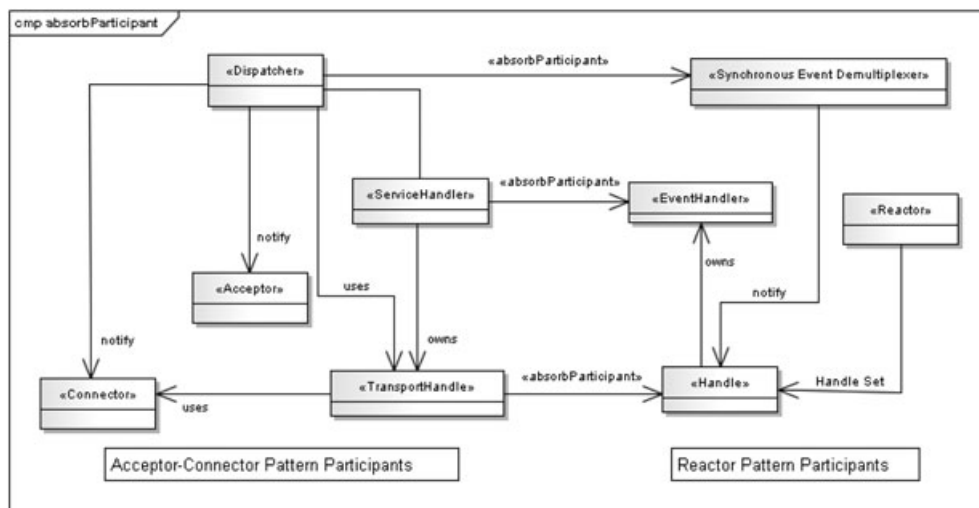 cmp absorbParticipant
«Dispatcher»
«absorbParticipant»
«Synchronous Event Demultiplexer»
«ServiceHandler»
«absorbParticipant»
«EventHandler»
«Reactor»
notify
owns
«Acceptor»
uses
notify
notify
owns
«Connector»
uses
«TransportHandle»
«absorbParticipant»
«Handle»
Handle Set
Acceptor-Connector Pattern Participants
Reactor Pattern Participants